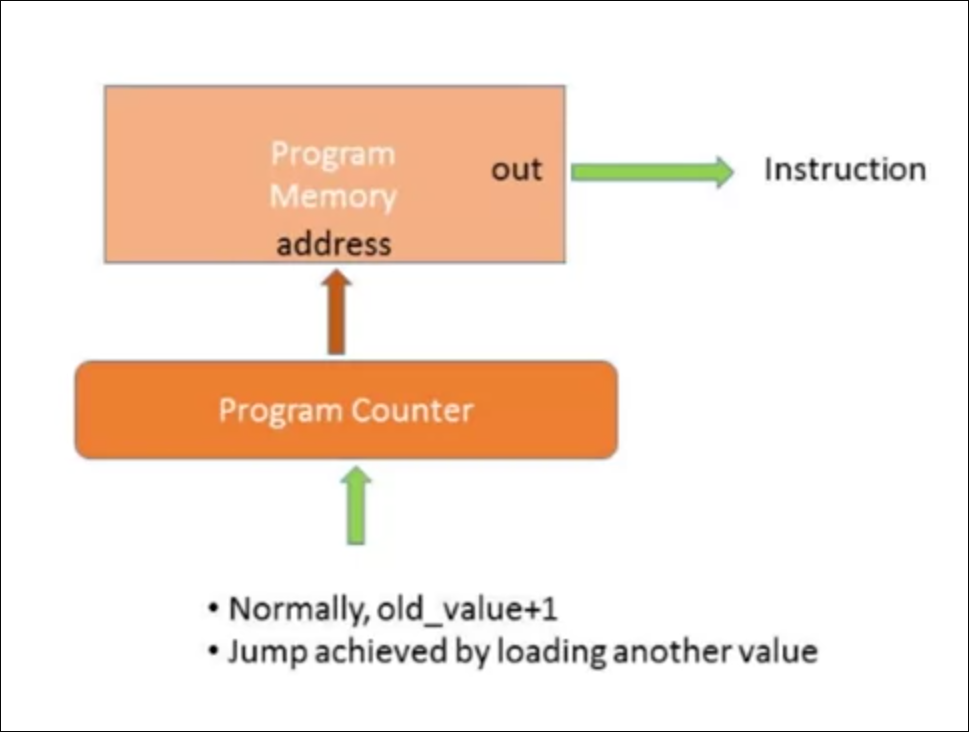 Program
Memory
out
Instruction
address
Program Counter
• Normally, old_value+1
• Jump achieved by loading another value